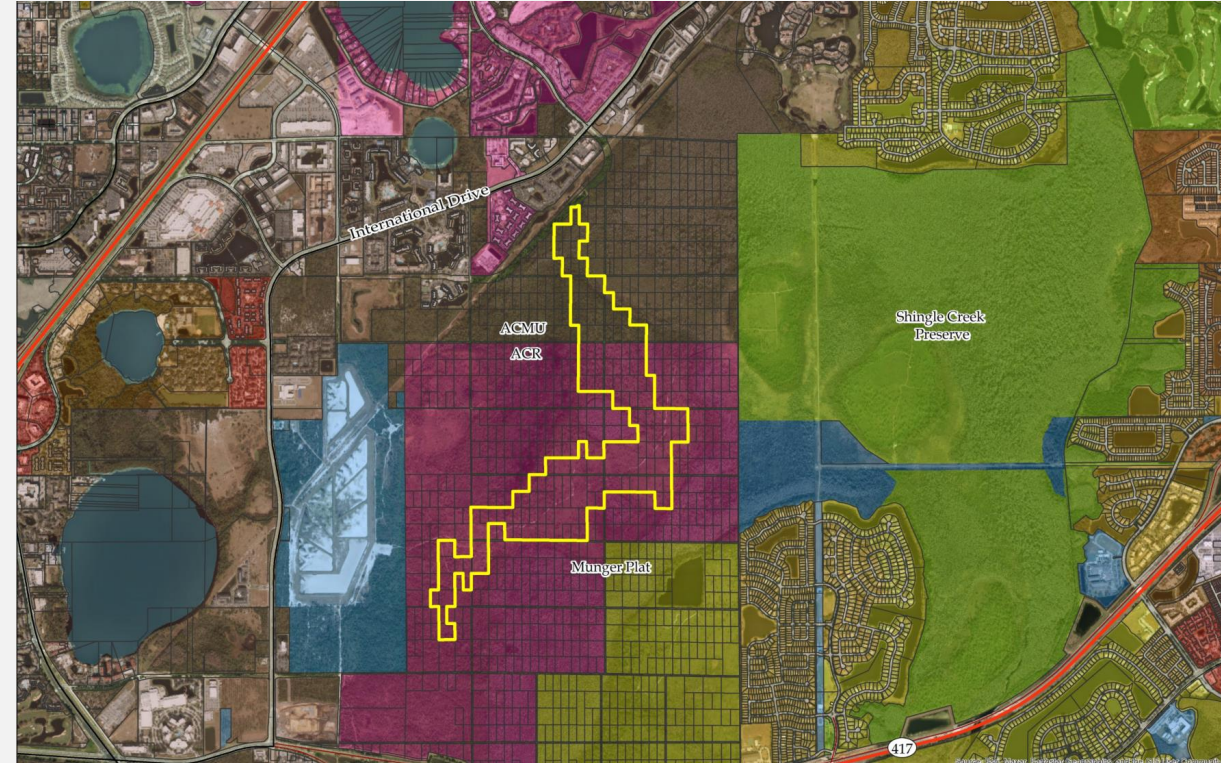 International Drive
ACMU
ACR
Shingle Creek
Preserve
Munger Plat
417